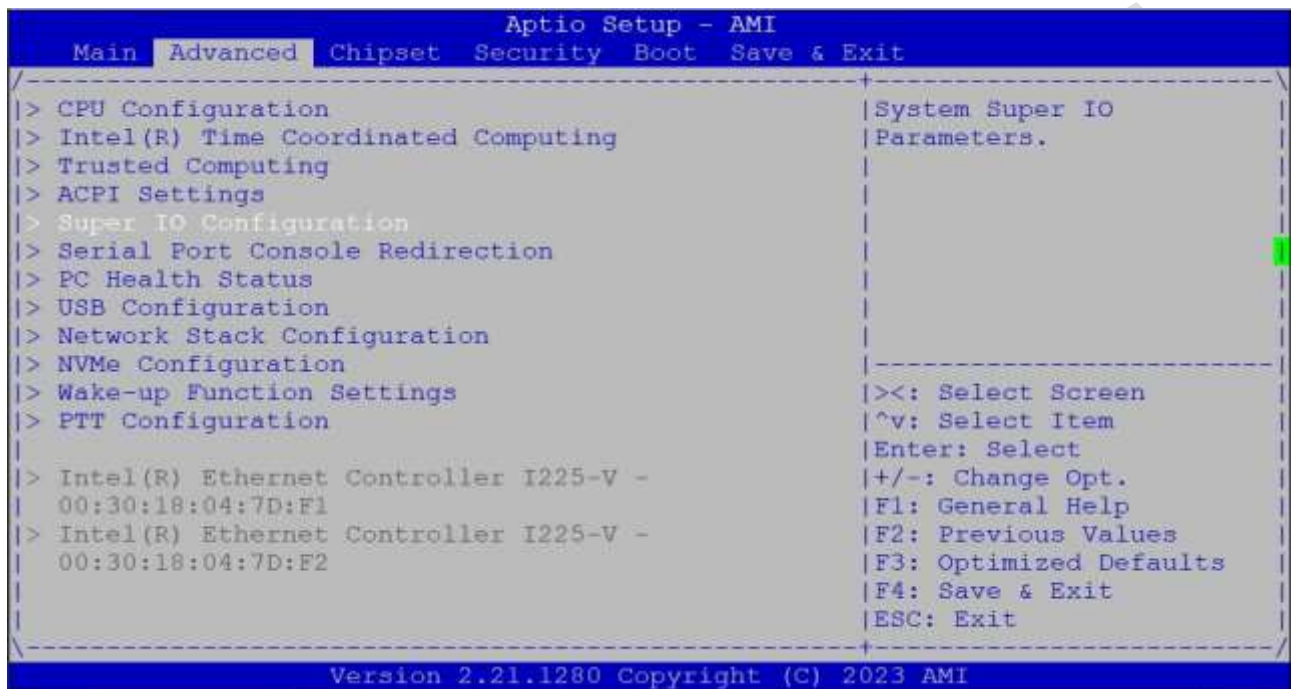 Aptio Setup - AMI
Main Advanced Chipset Security Boot Save & Exit
> CPU Configuration
> Intel(R) Time Coordinated Computing
> Trusted Computing
> ACPI Settings
> Super IO Configuration
> Serial Port Console Redirection
> PC Health Status
> USB Configuration
> Network Stack Configuration
> NVMe Configuration
> Wake-up Function Settings
> PTT Configuration
> Intel(R) Ethernet Controller I225-V -
00:30:18:04:7D:F1
> Intel(R) Ethernet Controller I225-V -
00:30:18:04:7D:F2
System Super IO
Parameters.
><: Select Screen
^v: Select Item
Enter: Select
+/-: Change Opt.
F1: General Help
F2: Previous Values
F3: Optimized Defaults
F4: Save & Exit
ESC: Exit
Version 2.21.1280 Copyright (C) 2023 AMI